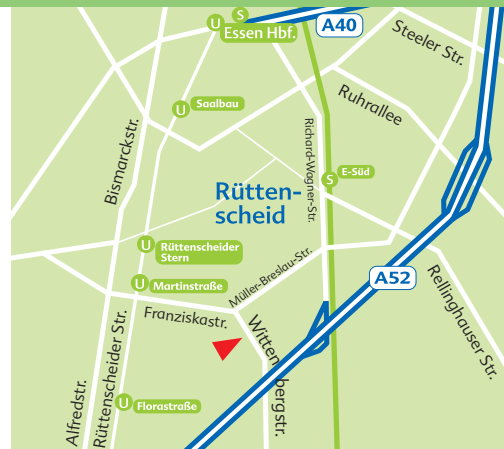 S
U
Essen Hbf.
A40
Steeler Str.
Ruhrallee
U
Saalbau
Bismarckstr.
Richard-Wagner-Str.
S
E-Süd
Rütten-
scheid
U
Rüttenscheider
Stern
U
Martinstraße
Müller-Breslau-Str.
A52
Rellinghauser Str.
Franziskastr.
Wittenbergstr.
Alfredstr.
Rüttenscheider Str.
U
Florastraße